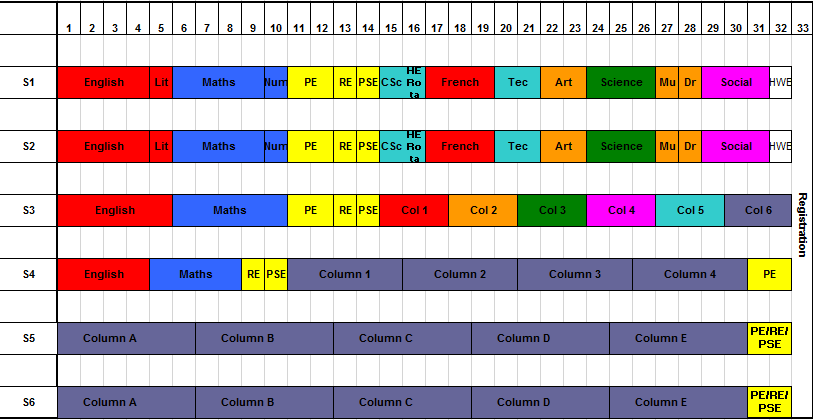 1 2 3 4 5 6 7 8 9 10 11 12 13 14 15 16 17 18 19 20 21 22 23 24 25 26 27 28 29 30 31 32 33
S1 English Lit Maths Num PE RE PSE CSc HE Ro ta French Tec Art Science Mu Dr Social HWE
S2 English Lit Maths Num PE RE PSE CSc HE Ro ta French Tec Art Science Mu Dr Social HWE
S3 English Maths PE RE PSE Col 1 Col 2 Col 3 Col 4 Col 5 Col 6
Registration
S4 English Maths RE PSE Column 1 Column 2 Column 3 Column 4 PE
S5 Column A Column B Column C Column D Column E PE/RE/ PSE
S6 Column A Column B Column C Column D Column E PE/RE/ PSE